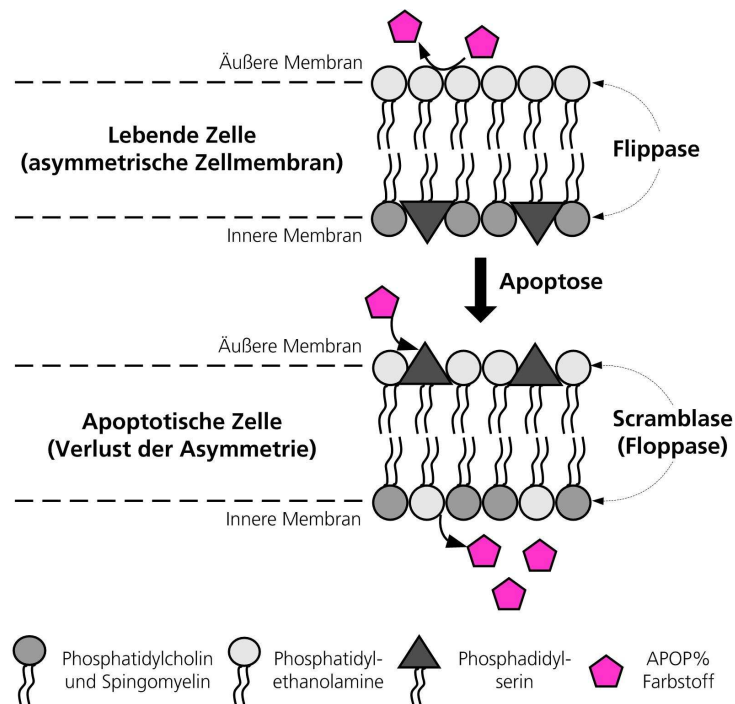 Äußere Membran
Lebende Zelle
(asymmetrische Zellmembran)
Flippase
Innere Membran
Apoptose
Äußere Membran
Apoptotische Zelle
(Verlust der Asymmetrie)
Scramblase
(Floppase)
Innere Membran
Phosphatidylcholin
und Spingomyelin
Phosphatidyl-
ethanolamine
Phosphadidyl-
serin
APOP%
Farbstoff